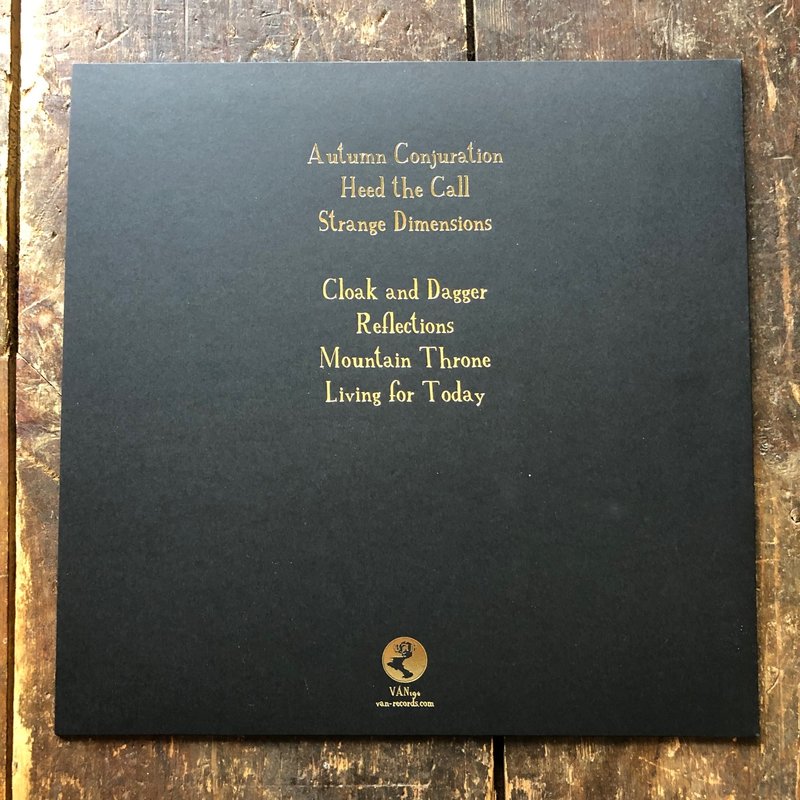 Autumn Conjuration
Heed the Call
Strange Dimensions
Cloak and Dagger
Reflections
Mountain Throne
Living for Today
VAN194
van-records.com